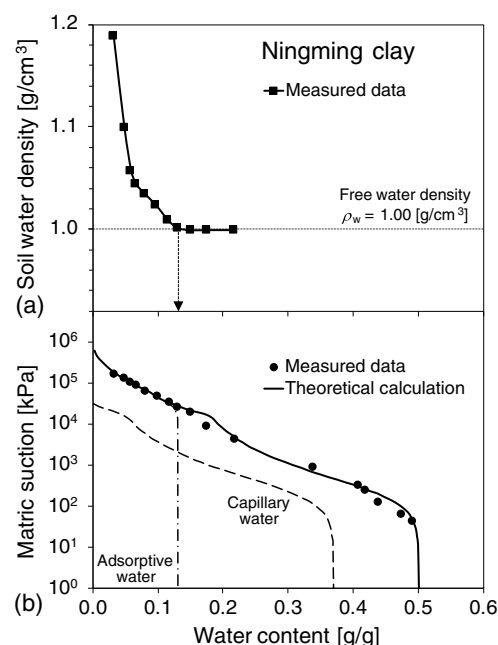 (a)
Soil water density [g/cm³]
1.2
1.1
1.0
Ningming clay
Measured data
Free water density
ρw = 1.00 [g/cm³]
(b)
Matric suction [kPa]
10⁶
10⁵
10⁴
10³
10²
10¹
10⁰
Measured data
Theoretical calculation
Capillary
water
Adsorptive
water
0.0 0.1 0.2 0.3 0.4 0.5 0.6
Water content [g/g]